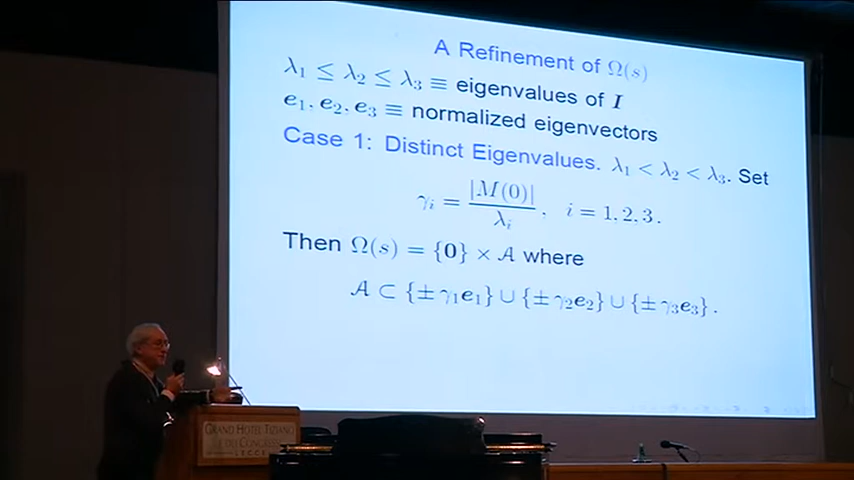 A Refinement of Ω(s)
λ₁ ≤ λ₂ ≤ λ₃ ≡ eigenvalues of I
e₁, e₂, e₃ ≡ normalized eigenvectors
Case 1: Distinct Eigenvalues. λ₁ < λ₂ < λ₃. Set
γᵢ = |M(0)| / λᵢ , i = 1, 2, 3.
Then Ω(s) = {0} × 𝒜 where
𝒜 ⊂ {±γ₁e₁} ∪ {±γ₂e₂} ∪ {±γ₃e₃}.
GRAND HOTEL TIZIANO
E DEI CONGRESSI
LECCE